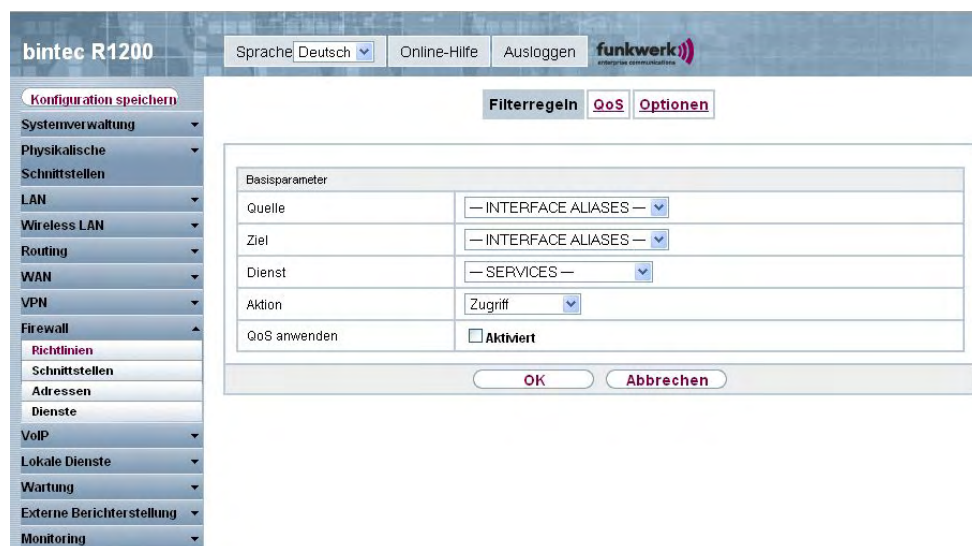 bintec R1200
Sprache Deutsch
Online-Hilfe
Ausloggen
funkwerk
enterprise communications
Konfiguration speichern
Systemverwaltung
Physikalische
Schnittstellen
LAN
Wireless LAN
Routing
WAN
VPN
Firewall
Richtlinien
Schnittstellen
Adressen
Dienste
VoIP
Lokale Dienste
Wartung
Externe Berichterstellung
Monitoring
Filterregeln QoS Optionen
Basisparameter
Quelle — INTERFACE ALIASES —
Ziel — INTERFACE ALIASES —
Dienst — SERVICES —
Aktion Zugriff
QoS anwenden Aktiviert
OK Abbrechen